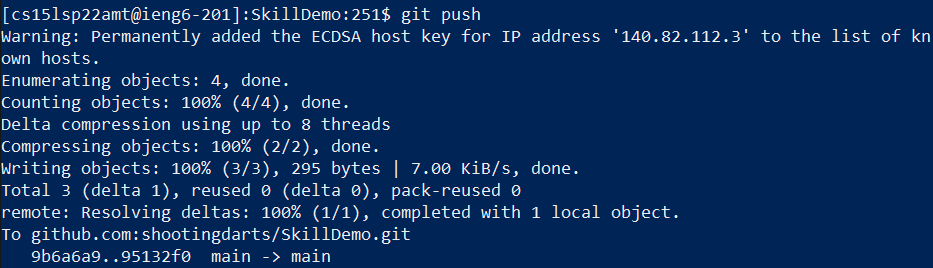 [cs15lsp22amt@ieng6-201]:SkillDemo:251$ git push
Warning: Permanently added the ECDSA host key for IP address '140.82.112.3' to the list of kn
own hosts.
Enumerating objects: 4, done.
Counting objects: 100% (4/4), done.
Delta compression using up to 8 threads
Compressing objects: 100% (2/2), done.
Writing objects: 100% (3/3), 295 bytes | 7.00 KiB/s, done.
Total 3 (delta 1), reused 0 (delta 0), pack-reused 0
remote: Resolving deltas: 100% (1/1), completed with 1 local object.
To github.com:shootingdarts/SkillDemo.git
   9b6a6a9..95132f0  main -> main